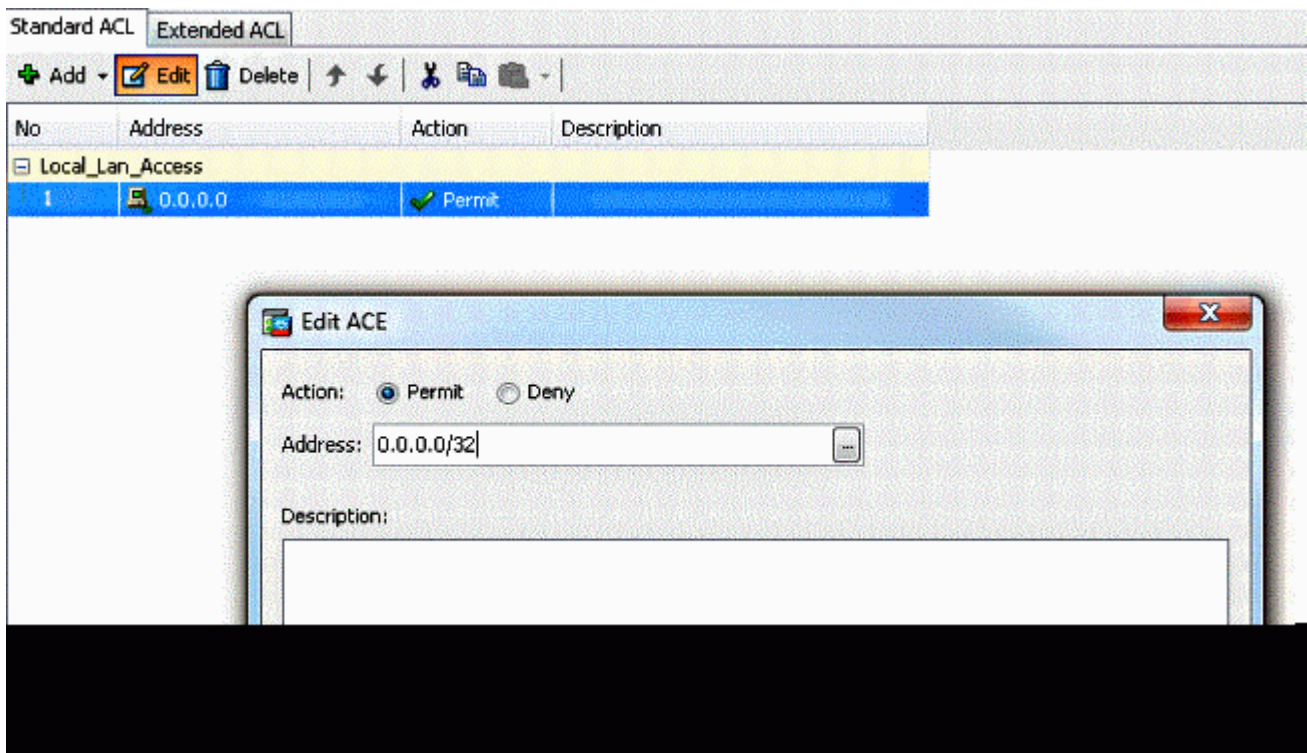 Standard ACL Extended ACL
Add Edit Delete
No Address Action Description
Local_Lan_Access
1 0.0.0.0 Permit
Edit ACE
Action: Permit Deny
Address: 0.0.0.0/32 ...
Description: